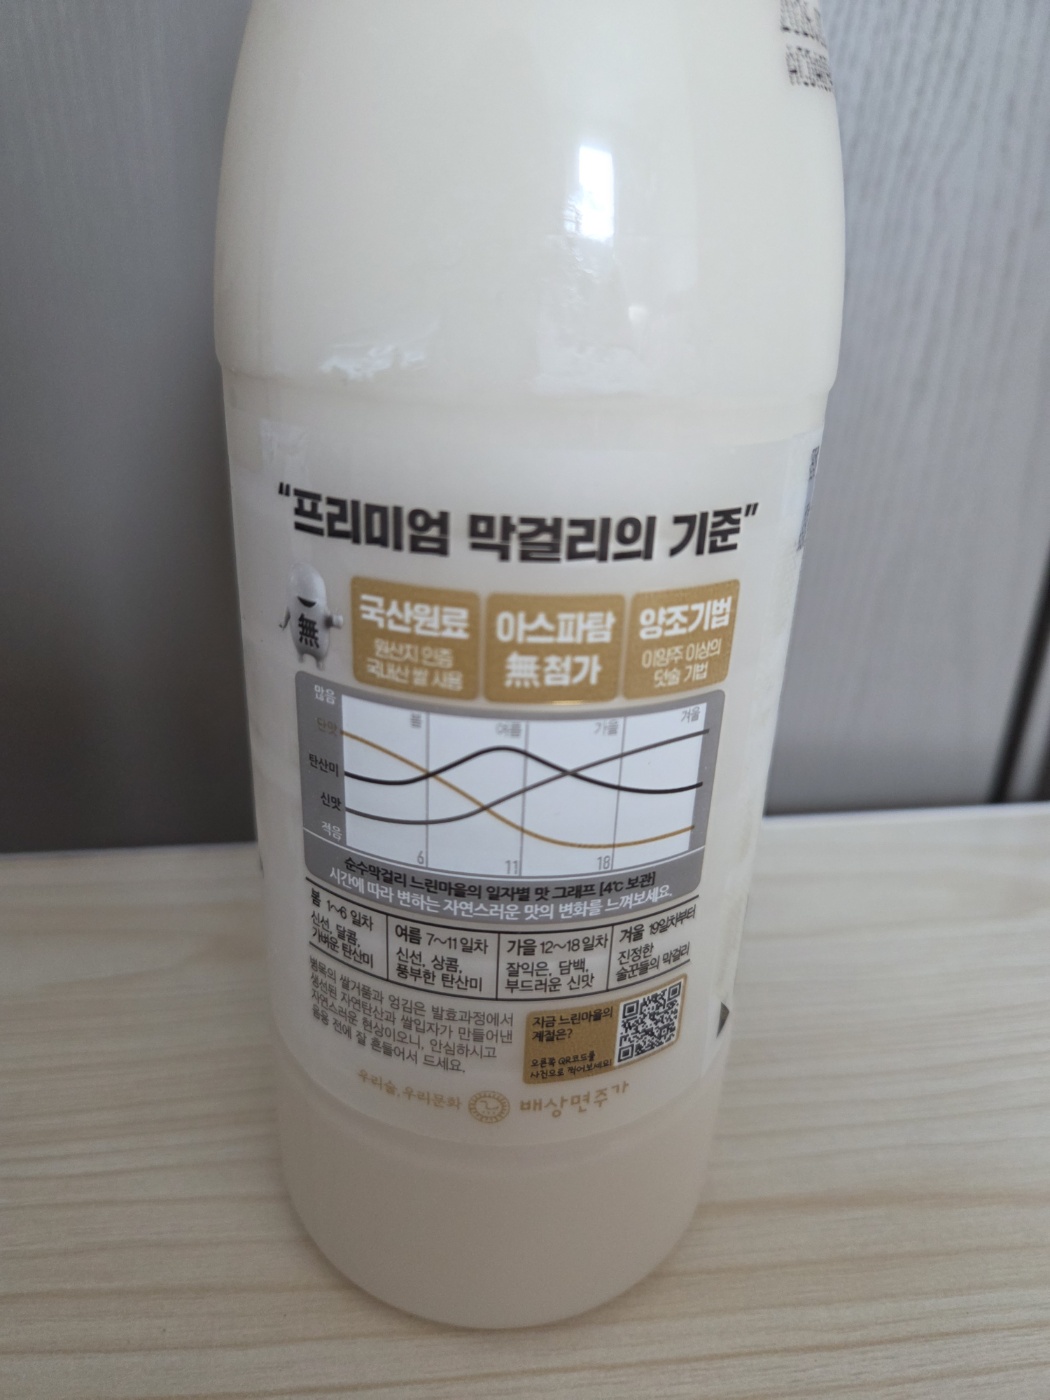 “프리미엄 막걸리의 기준”
無
국산원료
원산지 인증
국내산 쌀 사용
아스파탐
無첨가
양조기법
이양주 이상의
덧술 기법
많음
단맛
탄산미
신맛
적음
봄
여름
가을
겨울
6
11
18
순수막걸리 느린마을의 일자별 맛 그래프 [4℃ 보관]
시간에 따라 변하는 자연스러운 맛의 변화를 느껴보세요.
봄 1~6 일차
신선, 달콤,
가벼운 탄산미
여름 7~11 일차
신선, 상콤,
풍부한 탄산미
가을 12~18 일차
잘익은, 담백,
부드러운 신맛
겨울 19일차부터
진정한
술꾼들의 막걸리
병목의 쌀거품과 엉김은 발효과정에서
생성된 자연탄산과 쌀입자가 만들어낸
자연스러운 현상이오니, 안심하시고
음용 전에 잘 흔들어서 드세요.
지금 느린마을의
계절은?
오른쪽 QR코드를
사진으로 찍어보세요!
우리술, 우리문화
배상면주가